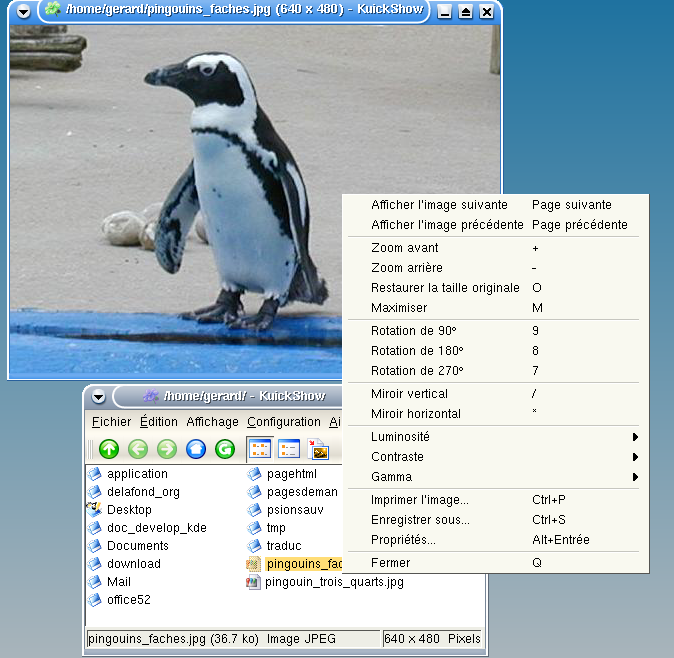 /home/gerard/pingouins_faches.jpg (640 x 480) - KuickShow
Afficher l'image suivante Page suivante
Afficher l'image précédente Page précédente
Zoom avant +
Zoom arrière -
Restaurer la taille originale O
Maximiser M
Rotation de 90° 9
Rotation de 180° 8
Rotation de 270° 7
Miroir vertical /
Miroir horizontal *
Luminosité
Contraste
Gamma
Imprimer l'image... Ctrl+P
Enregistrer sous... Ctrl+S
Propriétés... Alt+Entrée
Fermer Q
/home/gerard/ - KuickShow
Fichier Édition Affichage Configuration Ai
application
delafond_org
Desktop
doc_develop_kde
Documents
download
Mail
office52
pagehtml
pagesdeman
psionsauv
tmp
traduc
pingouins_fac
pingouin_trois_quarts.jpg
pingouins_faches.jpg (36.7 ko) Image JPEG 640 x 480 Pixels